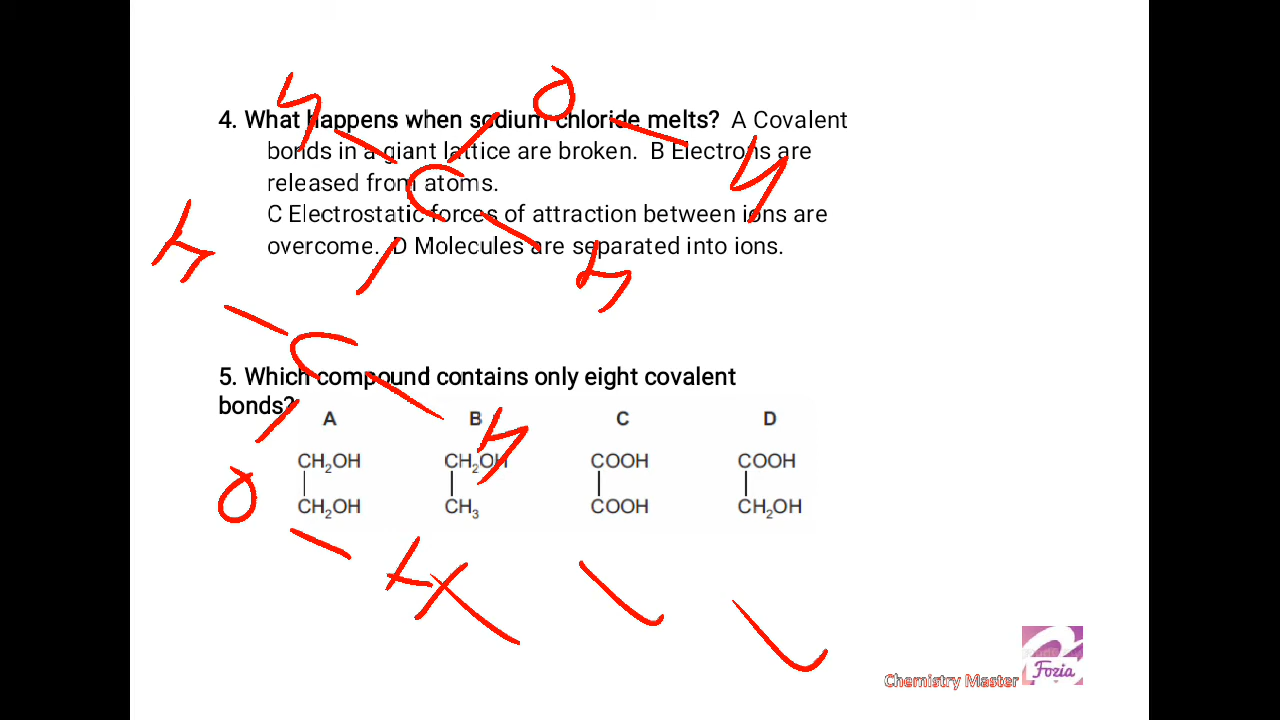 4. What happens when sodium chloride melts? A Covalent
bonds in a giant lattice are broken. B Electrons are
released from atoms.
C Electrostatic forces of attraction between ions are
overcome. D Molecules are separated into ions.
5. Which compound contains only eight covalent
bonds?
A B C D
CH₂OH CH₂OH COOH COOH
CH₂OH CH₃ COOH CH₂OH
H O H
C
H H
C
H
O
H
Chemistry Master
Fozia